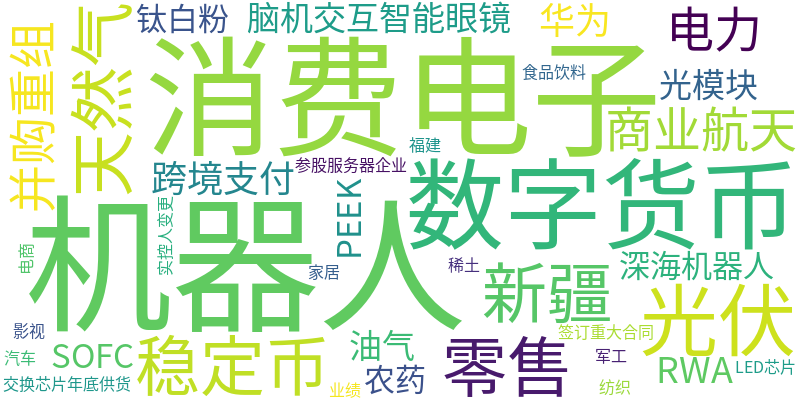 钛白粉
脑机交互智能眼镜
华为
电力
并购重组
天然气
消费电子
食品饮料
光模块
商业航天
福建
跨境支付
参股服务器企业
数字货币
PEEK
机器人
实控人变更
电商
家居
稀土
新疆
深海机器人
光伏
影视
汽车
SOFC
稳定币
油气
零售
签订重大合同
军工
RWA
LED芯片
交换芯片年底供货
业绩
农药
纺织